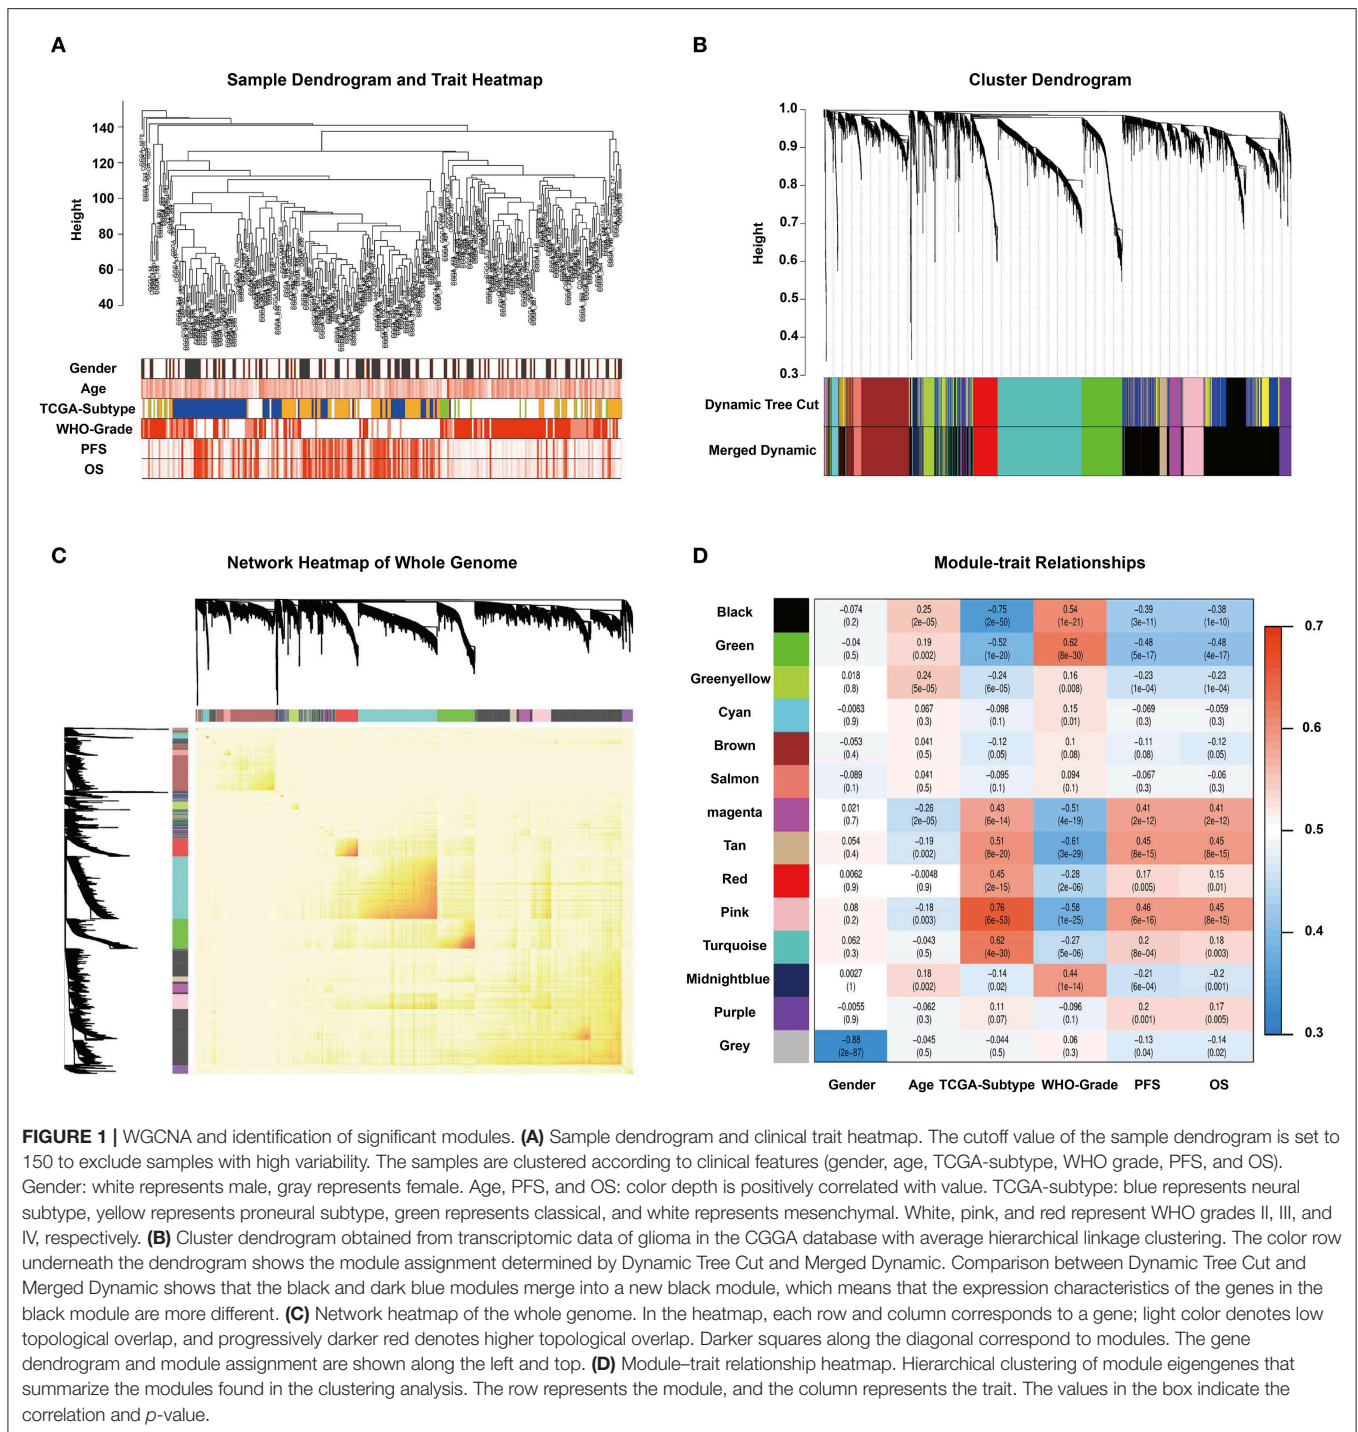 A
Sample Dendrogram and Trait Heatmap
Height
140
120
100
80
60
40
Gender
Age
TCGA-Subtype
WHO-Grade
PFS
OS
B
Cluster Dendrogram
Height
1.0
0.9
0.8
0.7
0.6
0.5
0.4
0.3
Dynamic Tree Cut
Merged Dynamic
C
Network Heatmap of Whole Genome
D
Module-trait Relationships
Black −0.074 0.25 −0.75 0.54 −0.39 −0.38
(0.2) (2e−05) (2e−50) (1e−21) (3e−11) (1e−10)
Green −0.04 0.19 −0.52 0.62 −0.48 −0.48
(0.5) (0.002) (1e−20) (8e−30) (5e−17) (4e−17)
Greenyellow 0.018 0.24 −0.24 0.16 −0.23 −0.23
(0.8) (5e−05) (6e−05) (0.008) (1e−04) (1e−04)
Cyan −0.0063 0.067 −0.098 0.15 −0.069 −0.059
(0.9) (0.3) (0.1) (0.01) (0.3) (0.3)
Brown −0.053 0.041 −0.12 0.1 −0.11 −0.12
(0.4) (0.5) (0.05) (0.08) (0.08) (0.05)
Salmon −0.089 0.041 −0.095 0.094 −0.067 −0.06
(0.1) (0.5) (0.1) (0.1) (0.3) (0.3)
magenta 0.021 −0.26 0.43 −0.51 0.41 0.41
(0.7) (2e−05) (6e−14) (4e−19) (2e−12) (2e−12)
Tan 0.054 −0.19 0.51 −0.61 0.45 0.45
(0.4) (0.002) (8e−20) (3e−29) (8e−15) (8e−15)
Red 0.0062 −0.0048 0.45 −0.28 0.17 0.15
(0.9) (0.9) (2e−15) (2e−06) (0.005) (0.01)
Pink 0.08 −0.18 0.76 −0.58 0.46 0.45
(0.2) (0.003) (6e−53) (1e−25) (6e−16) (8e−15)
Turquoise 0.062 −0.043 0.62 −0.27 0.2 0.18
(0.3) (0.5) (4e−30) (5e−06) (8e−04) (0.003)
Midnightblue 0.0027 0.18 −0.14 0.44 −0.21 −0.2
(1) (0.002) (0.02) (1e−14) (6e−04) (0.001)
Purple −0.0055 −0.062 0.11 −0.096 0.2 0.17
(0.9) (0.3) (0.07) (0.1) (0.001) (0.005)
Grey −0.88 −0.045 −0.044 0.06 −0.13 −0.14
(2e−87) (0.5) (0.5) (0.3) (0.04) (0.02)
Gender Age TCGA-Subtype WHO-Grade PFS OS
0.7
0.6
0.5
0.4
0.3
FIGURE 1 | WGCNA and identification of significant modules. (A) Sample dendrogram and clinical trait heatmap. The cutoff value of the sample dendrogram is set to
150 to exclude samples with high variability. The samples are clustered according to clinical features (gender, age, TCGA-subtype, WHO grade, PFS, and OS).
Gender: white represents male, gray represents female. Age, PFS, and OS: color depth is positively correlated with value. TCGA-subtype: blue represents neural
subtype, yellow represents proneural subtype, green represents classical, and white represents mesenchymal. White, pink, and red represent WHO grades II, III, and
IV, respectively. (B) Cluster dendrogram obtained from transcriptomic data of glioma in the CGGA database with average hierarchical linkage clustering. The color row
underneath the dendrogram shows the module assignment determined by Dynamic Tree Cut and Merged Dynamic. Comparison between Dynamic Tree Cut and
Merged Dynamic shows that the black and dark blue modules merge into a new black module, which means that the expression characteristics of the genes in the
black module are more different. (C) Network heatmap of the whole genome. In the heatmap, each row and column corresponds to a gene; light color denotes low
topological overlap, and progressively darker red denotes higher topological overlap. Darker squares along the diagonal correspond to modules. The gene
dendrogram and module assignment are shown along the left and top. (D) Module–trait relationship heatmap. Hierarchical clustering of module eigengenes that
summarize the modules found in the clustering analysis. The row represents the module, and the column represents the trait. The values in the box indicate the
correlation and p-value.